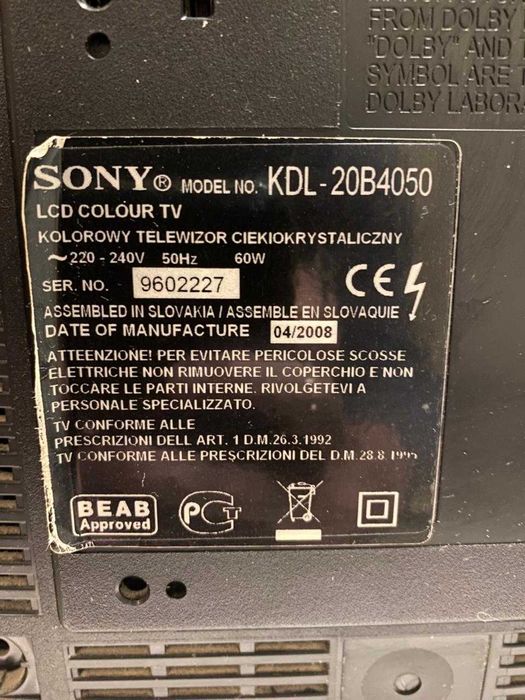 FROM DOLBY
"DOLBY" AND
SYMBOL ARE
DOLBY LABOR
SONY® MODEL NO. KDL-20B4050
LCD COLOUR TV
KOLOROWY TELEWIZOR CIEKIOKRYSTALICZNY
~220 - 240V 50Hz 60W
SER. NO. 9602227
CE
ASSEMBLED IN SLOVAKIA / ASSEMBLE EN SLOVAQUIE
DATE OF MANUFACTURE 04/2008
ATTEENZIONE! PER EVITARE PERICOLOSE SCOSSE
ELETTRICHE NON RIMUOVERE IL COPERCHIO E NON
TOCCARE LE PARTI INTERNE. RIVOLGETEVI A
PERSONALE SPECIALIZZATO.
TV CONFORME ALLE
PRESCRIZIONI DELL ART. 1 D.M.26.3.1992
TV CONFORME ALLE PRESCRIZIONI DEL D.M.28.8.1995
BEAB
Approved